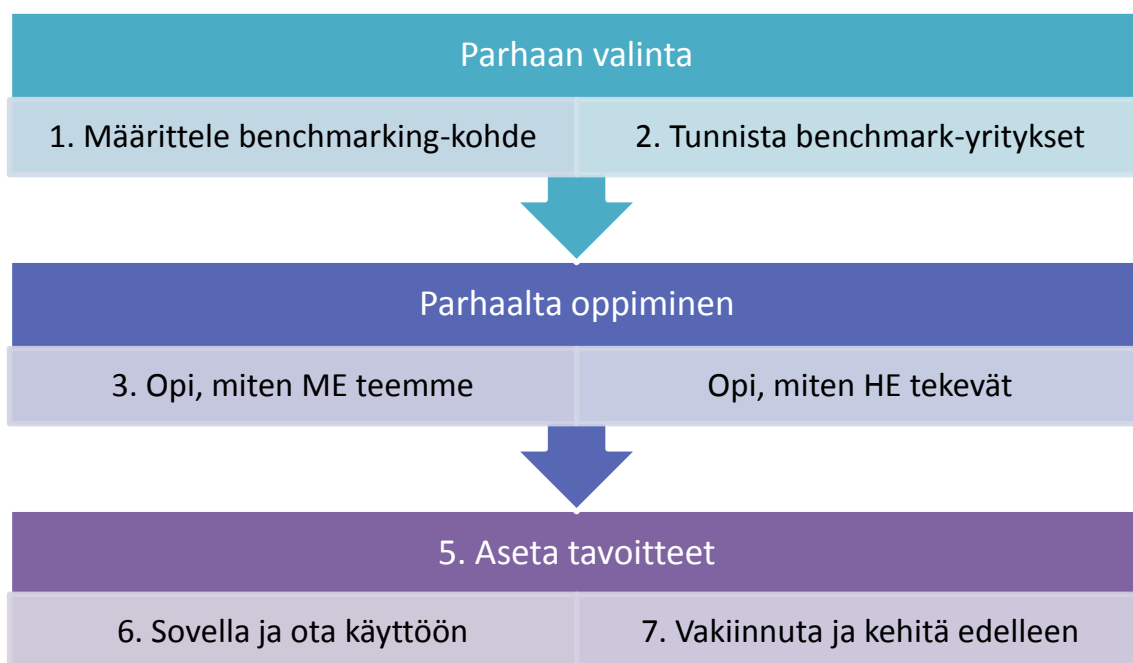 Parhaan valinta
1. Määrittele benchmarking-kohde
2. Tunnista benchmark-yritykset
Parhaalta oppiminen
3. Opi, miten ME teemme
Opi, miten HE tekevät
5. Aseta tavoitteet
6. Sovella ja ota käyttöön
7. Vakiinnuta ja kehitä edelleen